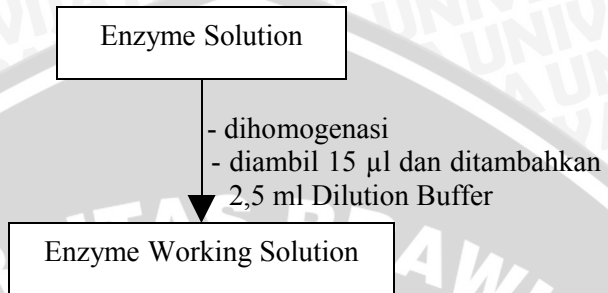 Enzyme Solution
- dihomogenasi
- diambil 15 µl dan ditambahkan
2,5 ml Dilution Buffer
Enzyme Working Solution